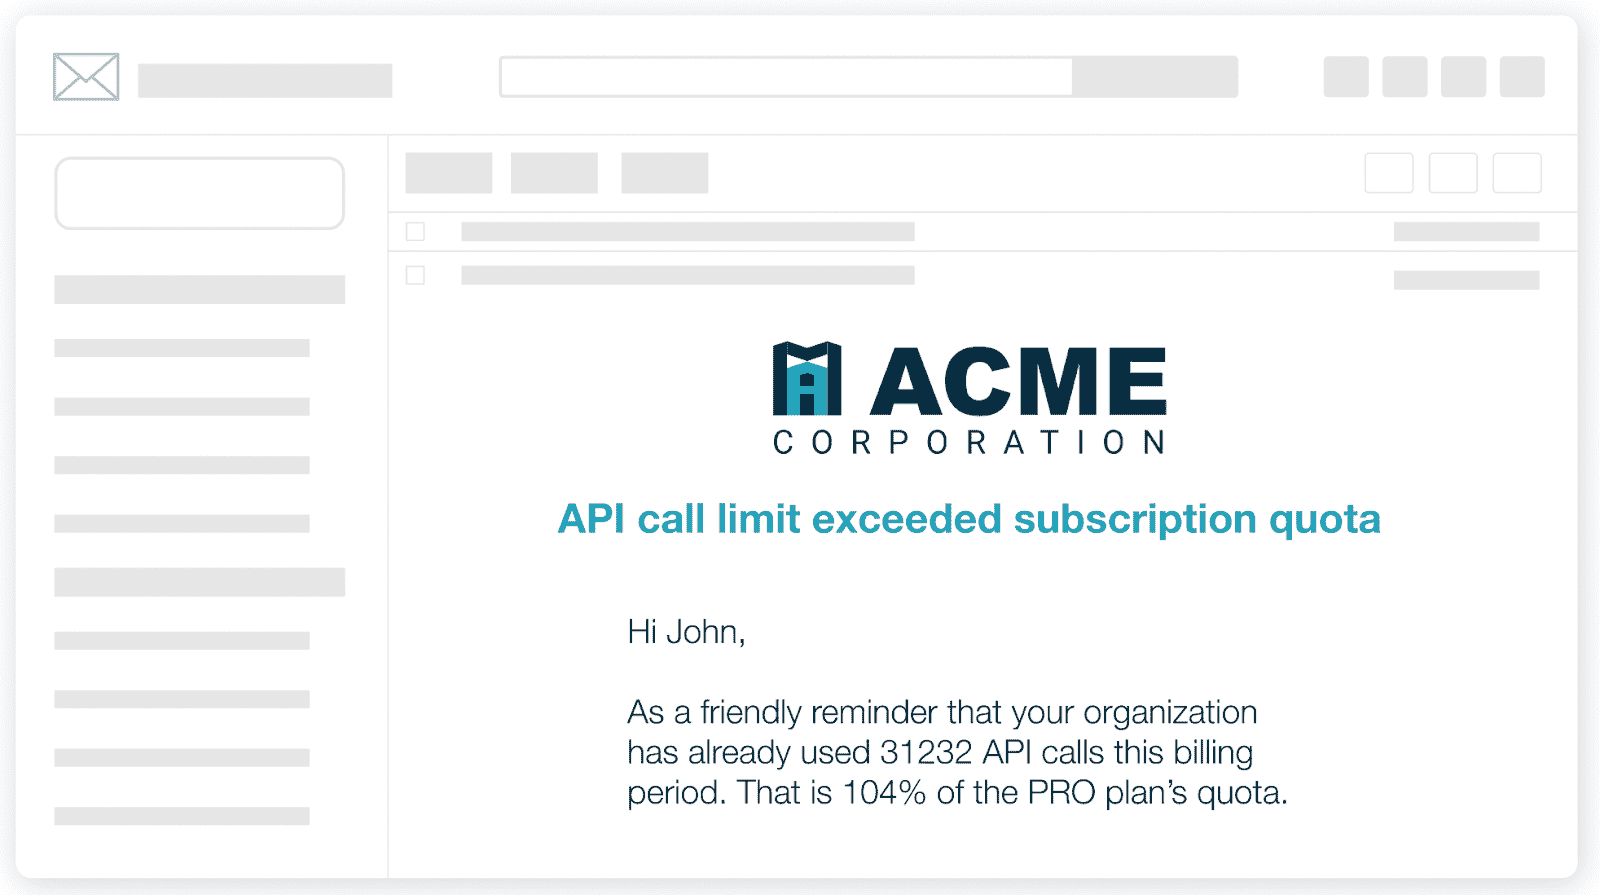 ACME
CORPORATION
API call limit exceeded subscription quota
Hi John,
As a friendly reminder that your organization
has already used 31232 API calls this billing
period. That is 104% of the PRO plan’s quota.